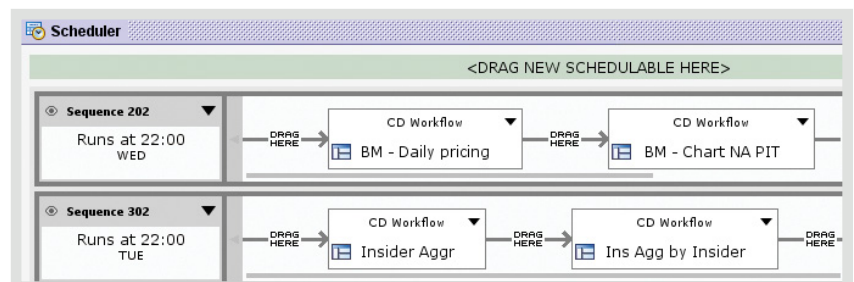 Scheduler
<DRAG NEW SCHEDULABLE HERE>
Sequence 202
Runs at 22:00
WED
DRAG
HERE
CD Workflow
BM - Daily pricing
DRAG
HERE
CD Workflow
BM - Chart NA PIT
Sequence 302
Runs at 22:00
TUE
DRAG
HERE
CD Workflow
Insider Aggr
DRAG
HERE
CD Workflow
Ins Agg by Insider
DRAG
HERE